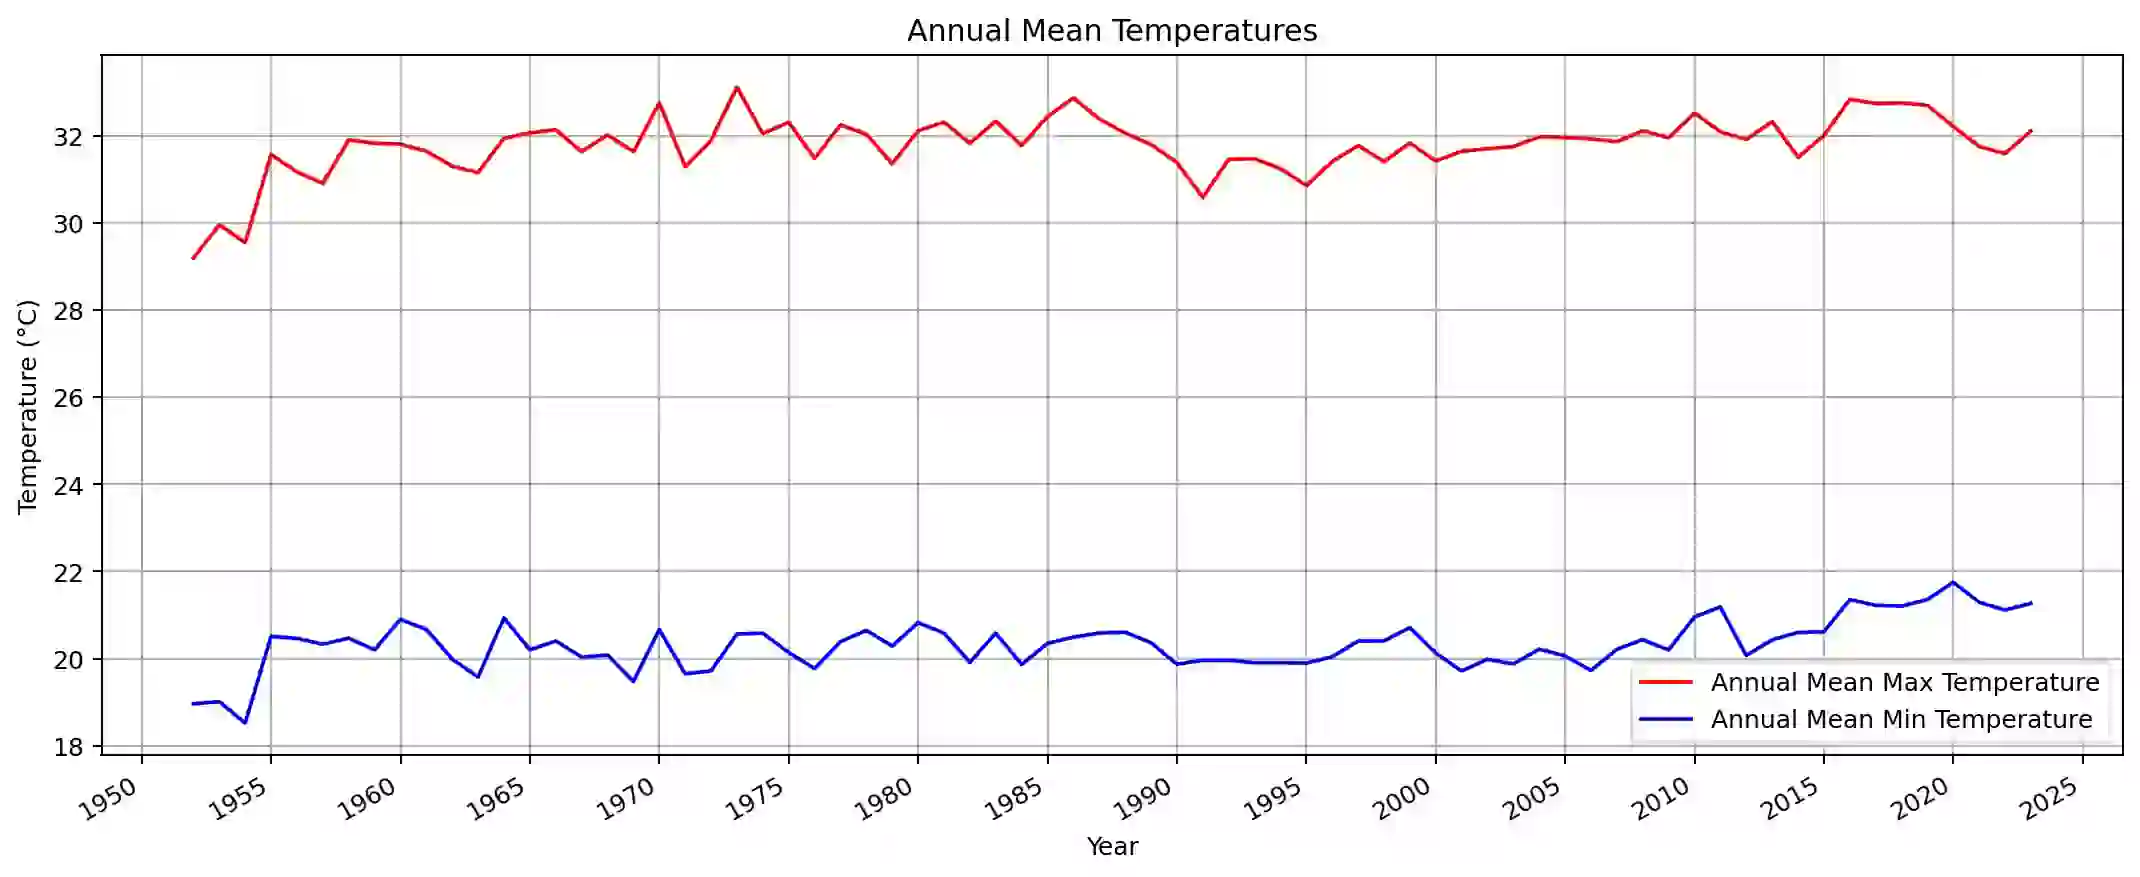 Annual Mean Temperatures
Temperature (°C)
32
30
28
26
24
22
20
18
Annual Mean Max Temperature
Annual Mean Min Temperature
1950 1955 1960 1965 1970 1975 1980 1985 1990 1995 2000 2005 2010 2015 2020 2025
Year